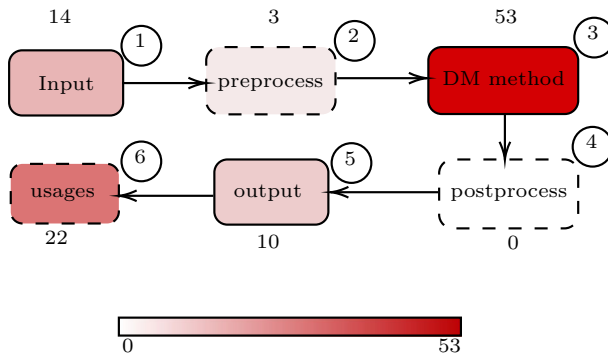 14
3
53
1
2
3
Input
preprocess
DM method
6
5
4
usages
output
postprocess
22
10
0
0
53